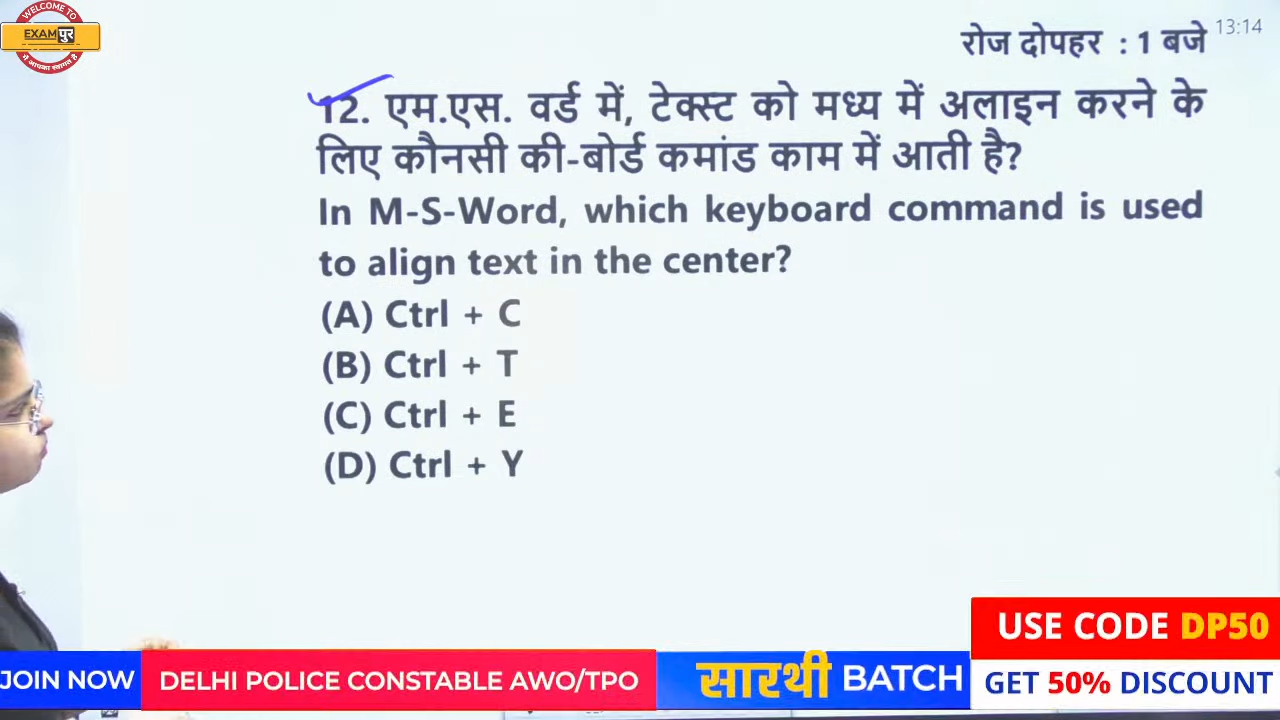 WELCOME TO
EXAMपुर
में आपका स्वागत है
रोज दोपहर : 1 बजे
13:14
12. एम.एस. वर्ड में, टेक्स्ट को मध्य में अलाइन करने के
लिए कौनसी की-बोर्ड कमांड काम में आती है?
In M-S-Word, which keyboard command is used
to align text in the center?
(A) Ctrl + C
(B) Ctrl + T
(C) Ctrl + E
(D) Ctrl + Y
USE CODE DP50
JOIN NOW DELHI POLICE CONSTABLE AWO/TPO सारथी BATCH GET 50% DISCOUNT